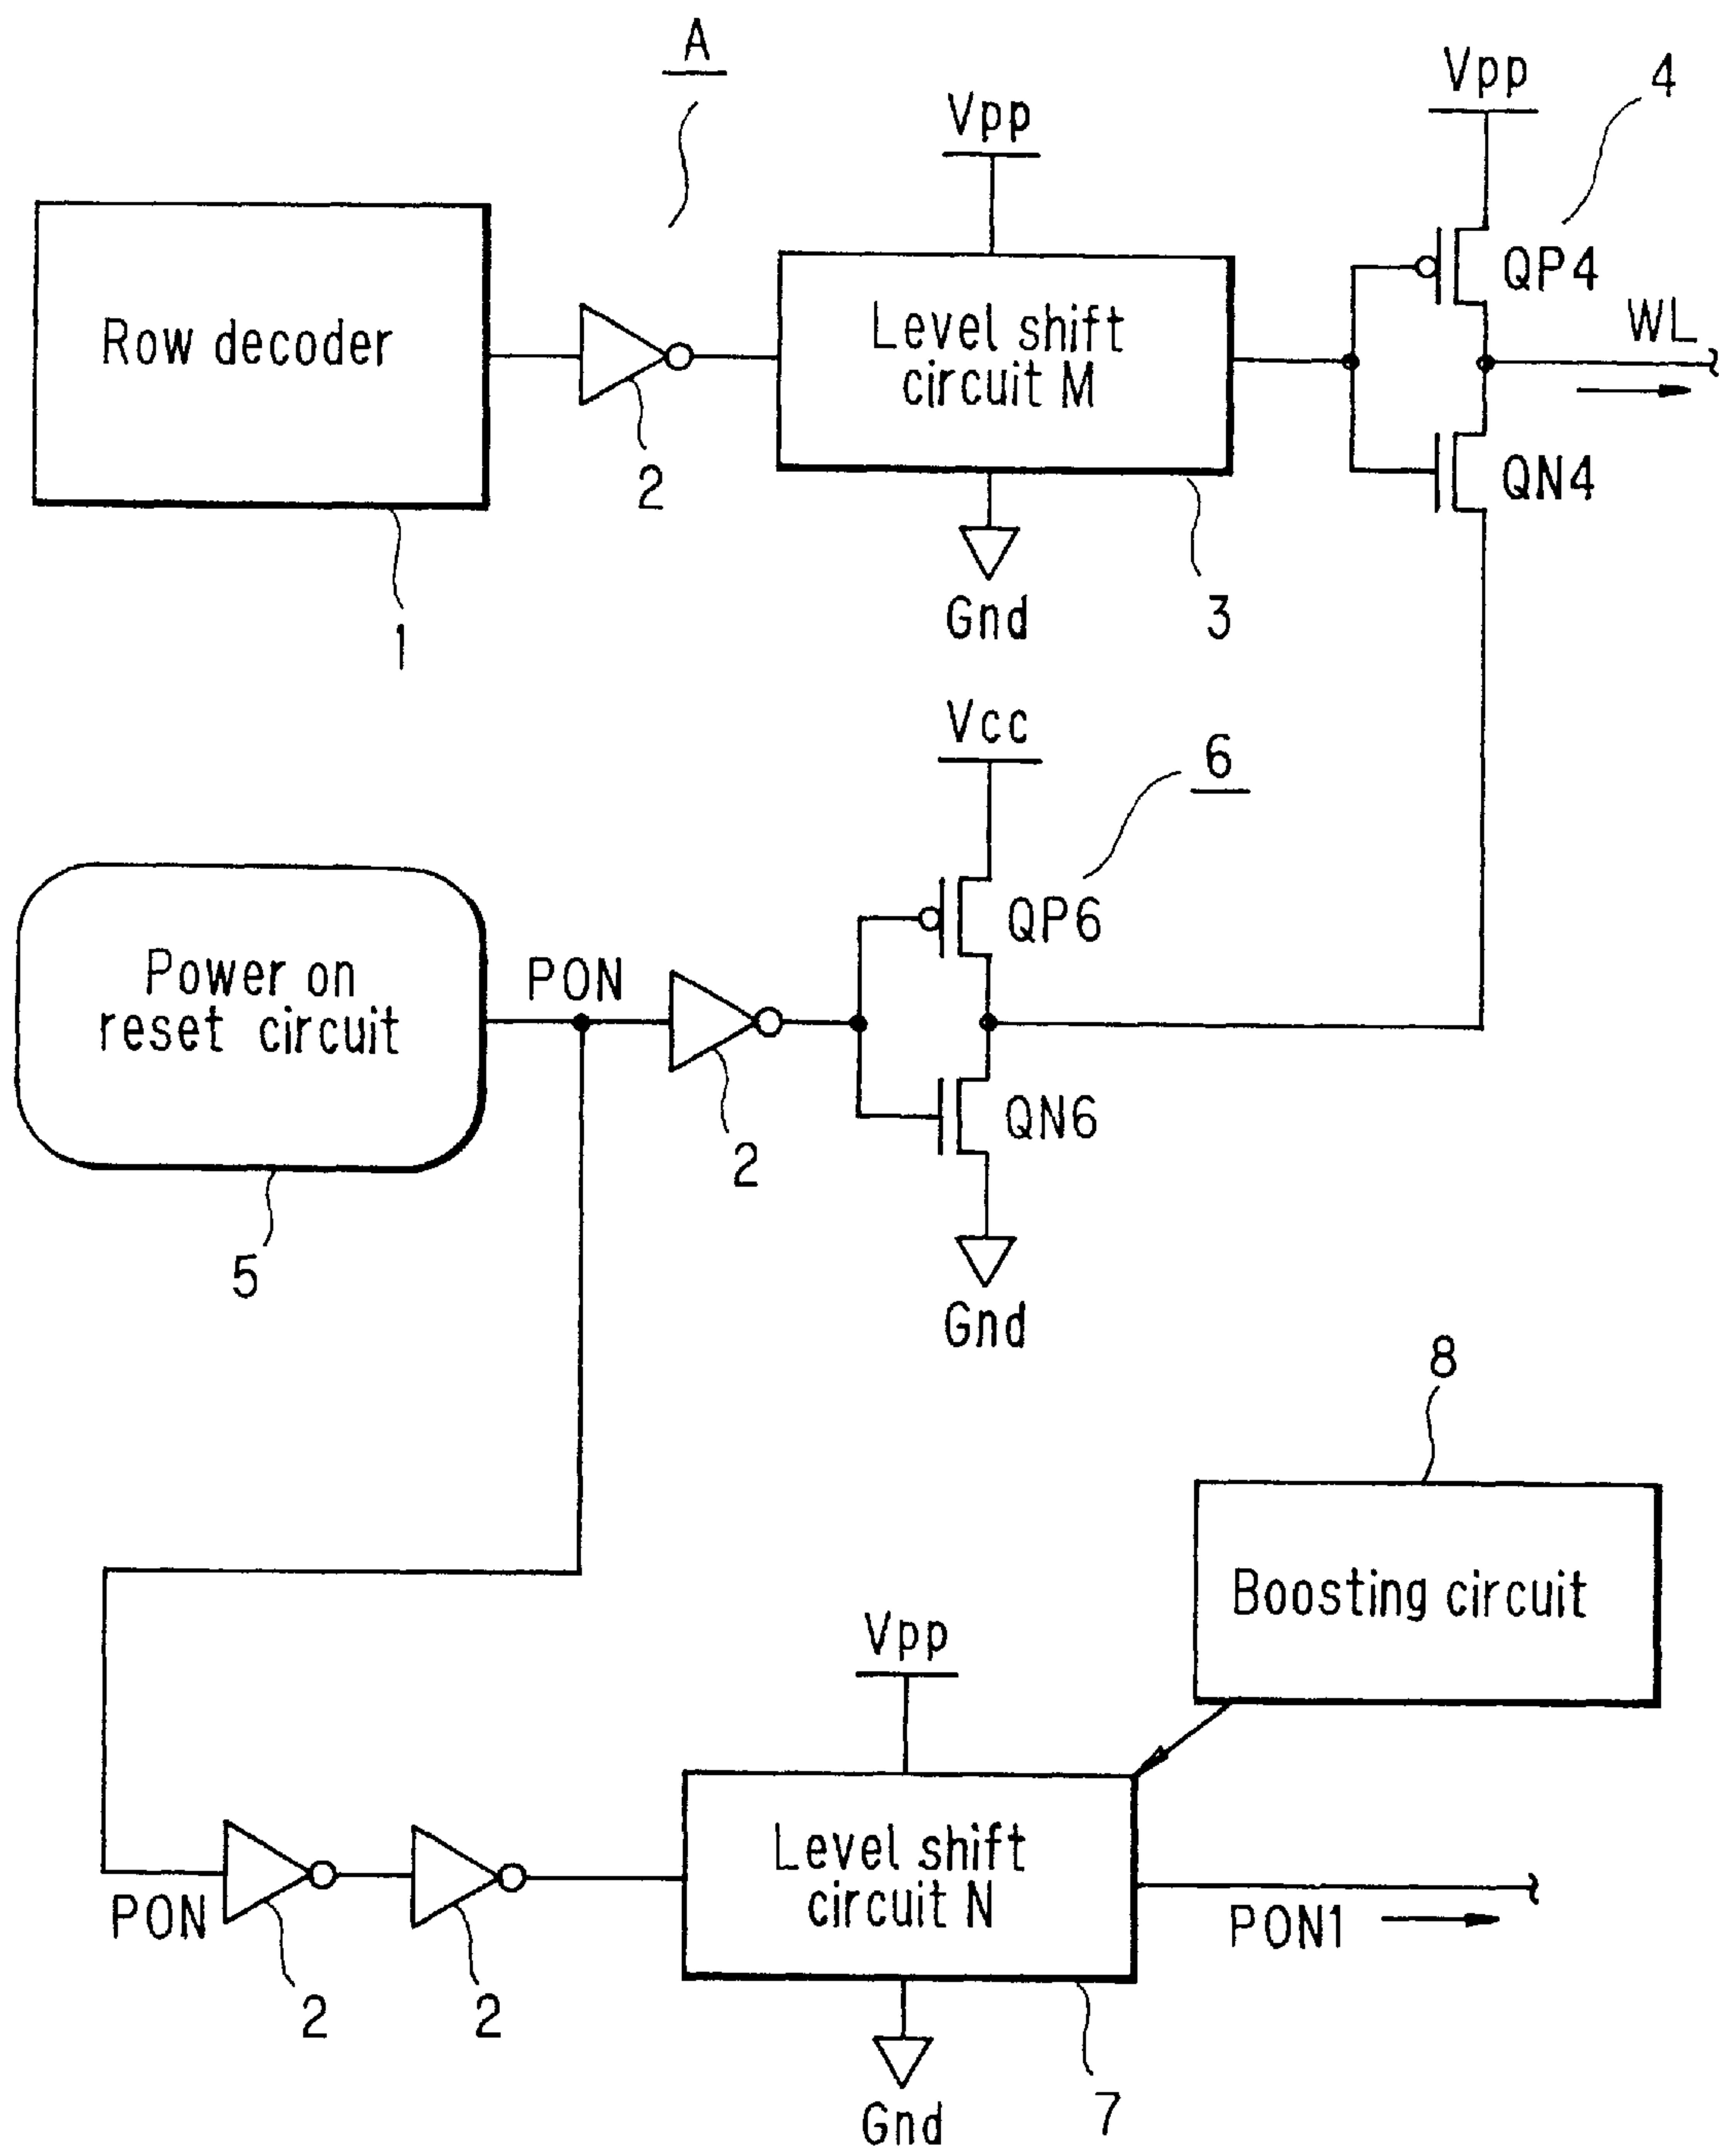 A
Vpp
Vpp
4
Row decoder
2
Level shift
circuit M
QP4
WL
QN4
1
Gnd
3
Vcc
6
Power on
reset circuit
PON
2
QP6
QN6
5
Gnd
8
Boosting circuit
Vpp
PON
2
2
Level shift
circuit N
PON1
Gnd
7